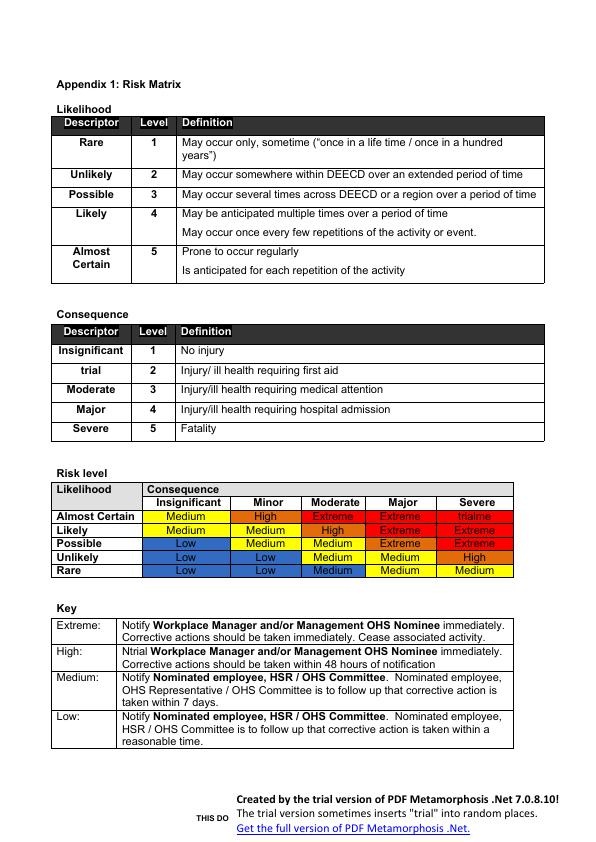 Appendix 1: Risk Matrix
Likelihood
Descriptor Level Definition
Rare 1 May occur only, sometime (“once in a life time / once in a hundred
years”)
Unlikely 2 May occur somewhere within DEECD over an extended period of time
Possible 3 May occur several times across DEECD or a region over a period of time
Likely 4 May be anticipated multiple times over a period of time
May occur once every few repetitions of the activity or event.
Almost 5 Prone to occur regularly
Certain
Is anticipated for each repetition of the activity
Consequence
Descriptor Level Definition
Insignificant 1 No injury
trial 2 Injury/ ill health requiring first aid
Moderate 3 Injury/ill health requiring medical attention
Major 4 Injury/ill health requiring hospital admission
Severe 5 Fatality
Risk level
Likelihood Consequence
Insignificant Minor Moderate Major Severe
Almost Certain Medium High Extreme Extreme trialme
Likely Medium Medium High Extreme Extreme
Possible Low Medium Medium Extreme Extreme
Unlikely Low Low Medium Medium High
Rare Low Low Medium Medium Medium
Key
Extreme: Notify Workplace Manager and/or Management OHS Nominee immediately.
Corrective actions should be taken immediately. Cease associated activity.
High: Ntrial Workplace Manager and/or Management OHS Nominee immediately.
Corrective actions should be taken within 48 hours of notification
Medium: Notify Nominated employee, HSR / OHS Committee. Nominated employee,
OHS Representative / OHS Committee is to follow up that corrective action is
taken within 7 days.
Low: Notify Nominated employee, HSR / OHS Committee. Nominated employee,
HSR / OHS Committee is to follow up that corrective action is taken within a
reasonable time.
Created by the trial version of PDF Metamorphosis .Net 7.0.8.10!
THIS DO The trial version sometimes inserts "trial" into random places.
Get the full version of PDF Metamorphosis .Net.